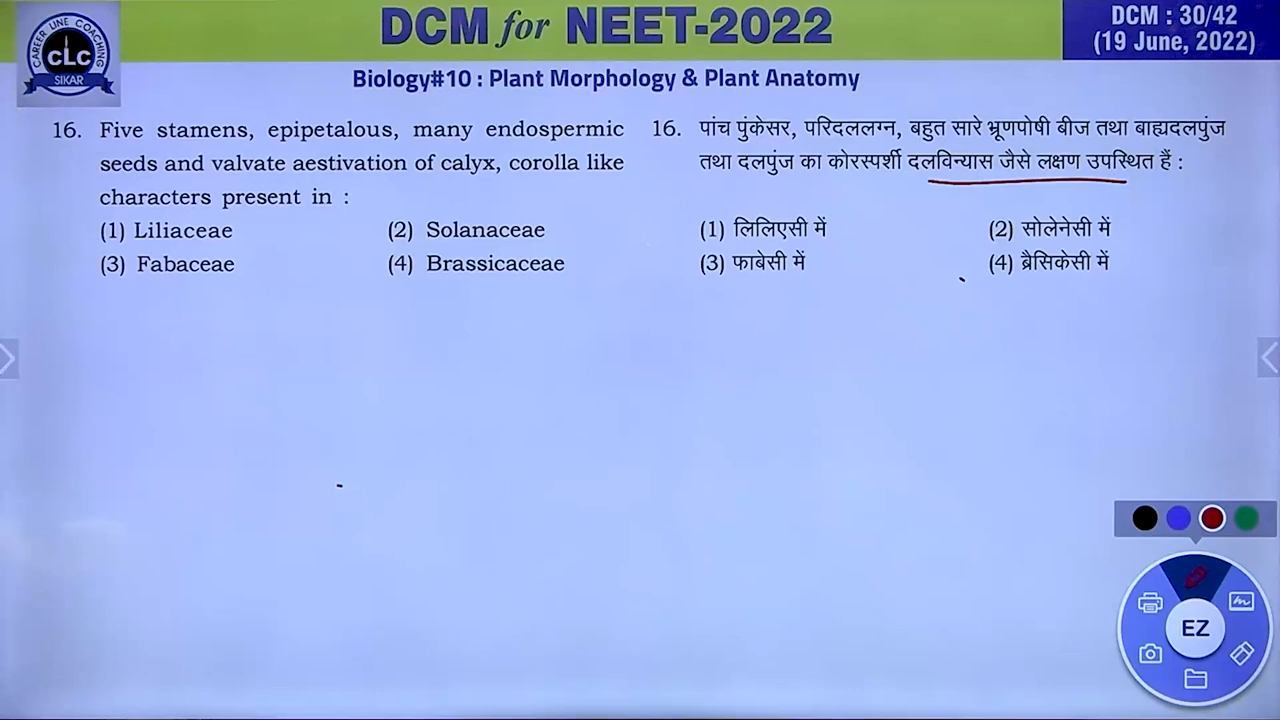 DCM for NEET-2022
DCM : 30/42
(19 June, 2022)
CAREER LINE COACHING
CLC
SIKAR
Biology#10 : Plant Morphology & Plant Anatomy
16. Five stamens, epipetalous, many endospermic
seeds and valvate aestivation of calyx, corolla like
characters present in :
(1) Liliaceae (2) Solanaceae
(3) Fabaceae (4) Brassicaceae
16. पांच पुंकेसर, परिदललग्न, बहुत सारे भ्रूणपोषी बीज तथा बाह्यदलपुंज
तथा दलपुंज का कोरस्पर्शी दलविन्यास जैसे लक्षण उपस्थित हैं :
(1) लिलिएसी में (2) सोलेनेसी में
(3) फाबेसी में (4) ब्रैसिकेसी में
EZ